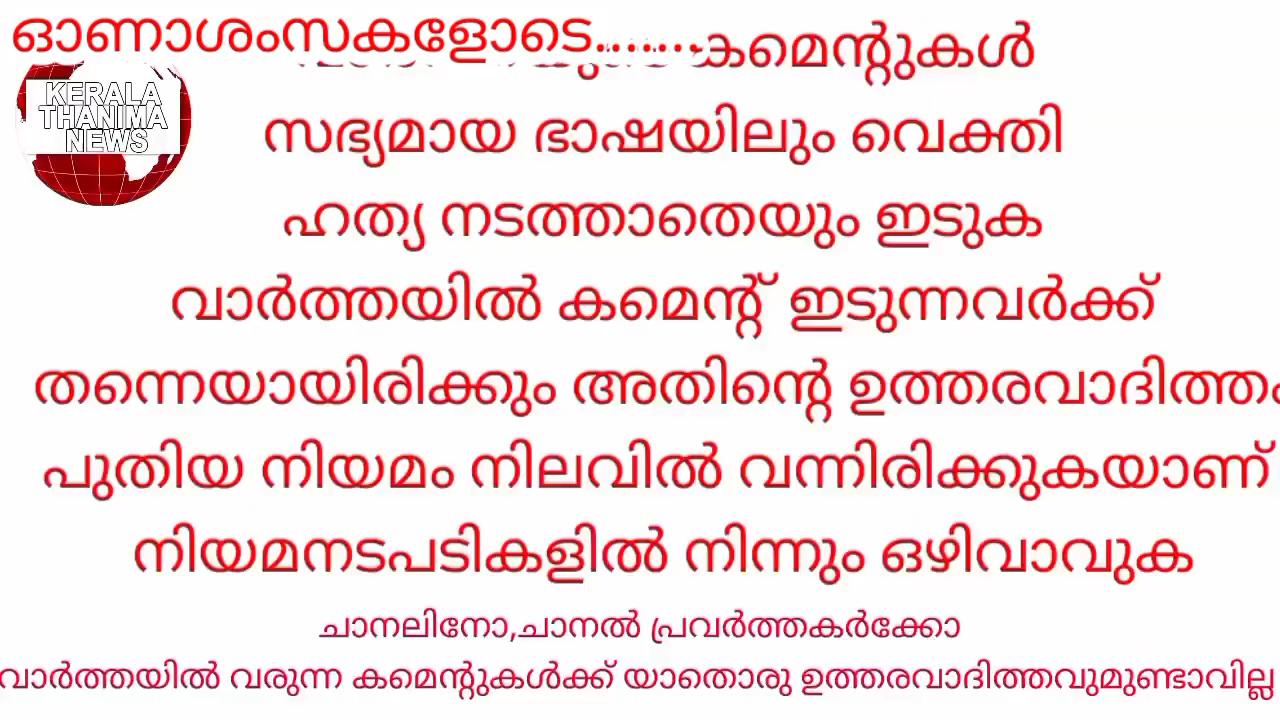 ഓണാശംസകളോടെ........
കമെന്റുകൾ
KERALA
THANIMA
NEWS
സഭ്യമായ ഭാഷയിലും വെക്തി
ഹത്യ നടത്താതെയും ഇടുക
വാർത്തയിൽ കമെന്റ് ഇടുന്നവർക്ക്
തന്നെയായിരിക്കും അതിന്റെ ഉത്തരവാദിത്തം
പുതിയ നിയമം നിലവിൽ വന്നിരിക്കുകയാണ്
നിയമനടപടികളിൽ നിന്നും ഒഴിവാവുക
ചാനലിനോ,ചാനൽ പ്രവർത്തകർക്കോ
വാർത്തയിൽ വരുന്ന കമെന്റുകൾക്ക് യാതൊരു ഉത്തരവാദിത്തവുമുണ്ടാവില്ല